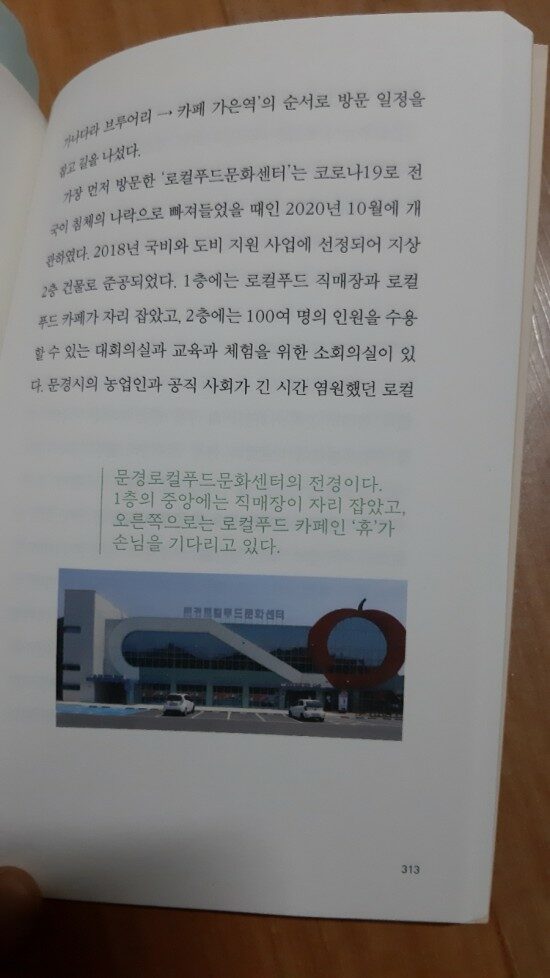 가나다라 브루어리 → 카페 가은역'의 순서로 방문 일정을
잡고 길을 나섰다.
가장 먼저 방문한 '로컬푸드문화센터'는 코로나19로 전
국이 침체의 나락으로 빠져들었을 때인 2020년 10월에 개
관하였다. 2018년 국비와 도비 지원 사업에 선정되어 지상
2층 건물로 준공되었다. 1층에는 로컬푸드 직매장과 로컬
푸드 카페가 자리 잡았고, 2층에는 100여 명의 인원을 수용
할 수 있는 대회의실과 교육과 체험을 위한 소회의실이 있
다. 문경시의 농업인과 공직 사회가 긴 시간 염원했던 로컬
문경로컬푸드문화센터의 전경이다.
1층의 중앙에는 직매장이 자리 잡았고,
오른쪽으로는 로컬푸드 카페인 '휴'가
손님을 기다리고 있다.
문경로컬푸드문화센터
313